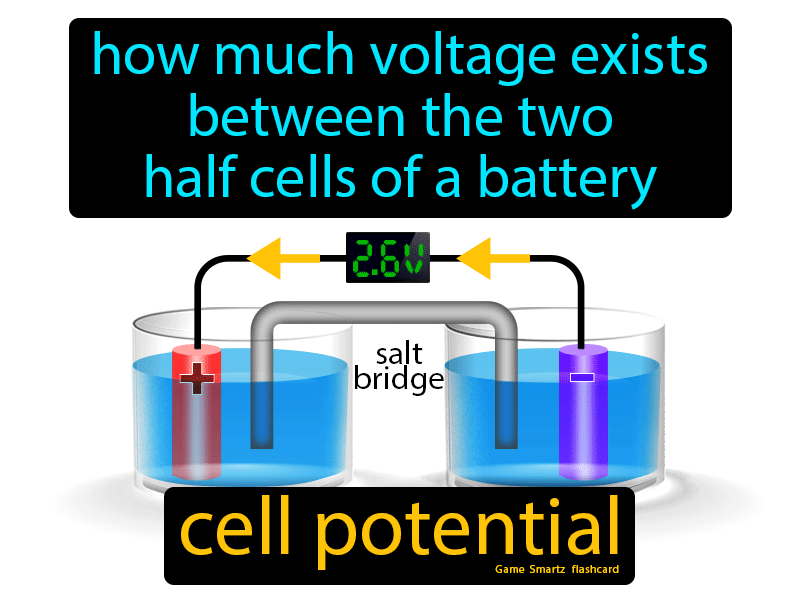 how much voltage exists
between the two
half cells of a battery
2.6V
+
−
salt
bridge
cell potential
Game Smartz flashcard